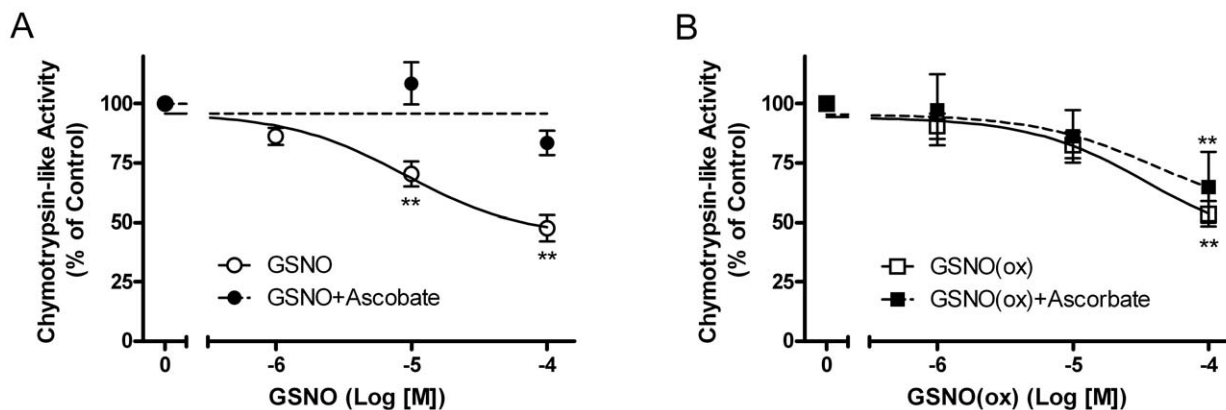 A
Chymotrypsin-like Activity
(% of Control)
100
75
50
25
0
**
**
GSNO
GSNO+Ascobate
0
-6
-5
-4
GSNO (Log [M])
B
Chymotrypsin-like Activity
(% of Control)
100
75
50
25
0
**
**
GSNO(ox)
GSNO(ox)+Ascorbate
0
-6
-5
-4
GSNO(ox) (Log [M])